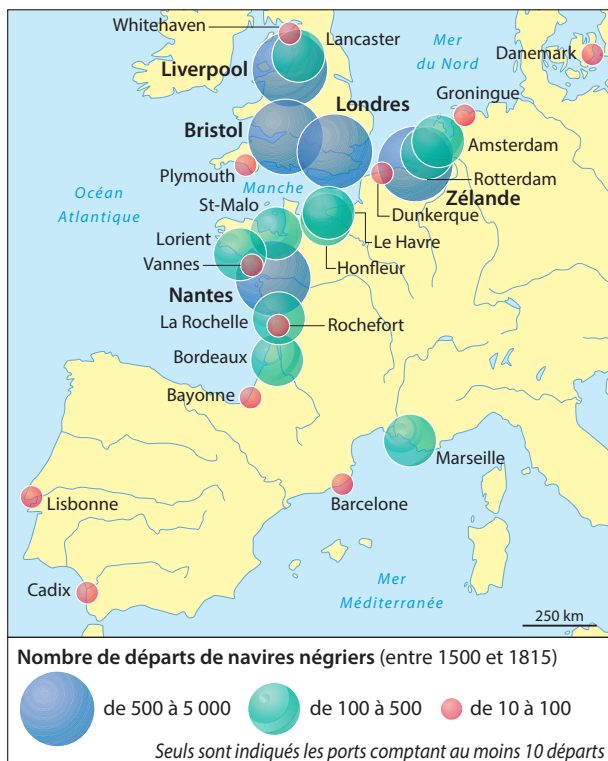 Whitehaven
Lancaster
Mer
du Nord
Danemark
Liverpool
Groningue
Londres
Bristol
Amsterdam
Plymouth
Rotterdam
Océan
Atlantique
Manche
Zélande
St-Malo
Dunkerque
Lorient
Le Havre
Vannes
Honfleur
Nantes
La Rochelle
Rochefort
Bordeaux
Bayonne
Marseille
Barcelone
Lisbonne
Mer
Méditerranée
Cadix
250 km
Nombre de départs de navires négriers (entre 1500 et 1815)
de 500 à 5 000
de 100 à 500
de 10 à 100
Seuls sont indiqués les ports comptant au moins 10 départs